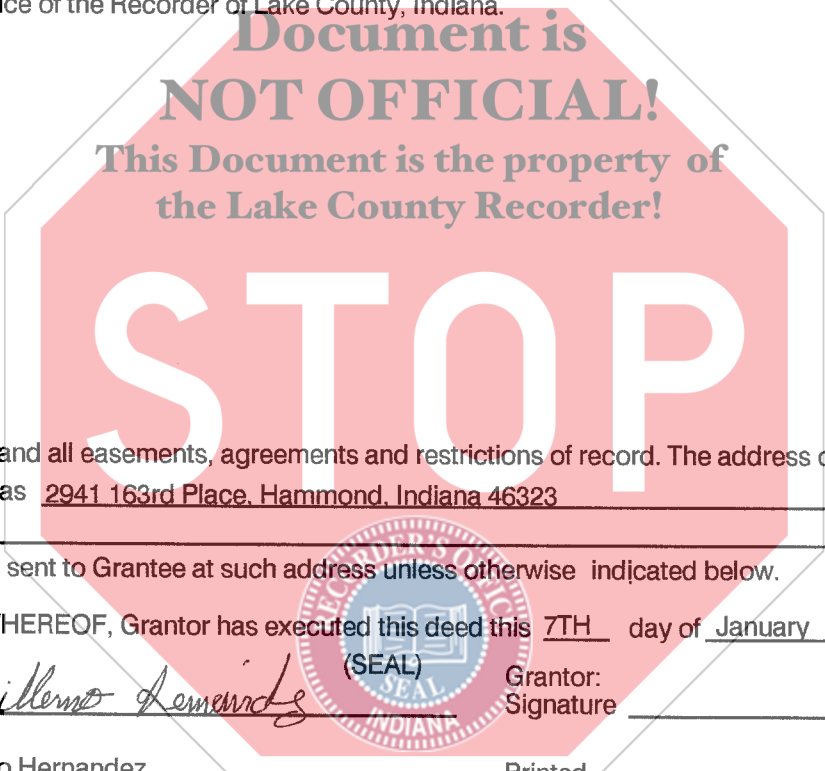 ice of the Recorder of Lake County, Indiana.
Document is
NOT OFFICIAL!
This Document is the property of
the Lake County Recorder!
STOP
and all easements, agreements and restrictions of record. The address o
as 2941 163rd Place, Hammond, Indiana 46323
sent to Grantee at such address unless otherwise indicated below.
HEREOF, Grantor has executed this deed this 7TH day of January
(SEAL)
Grantor:
Signature
RECORDER'S OFFIC
SEAL
INDIANA
o Hernandez
Printed